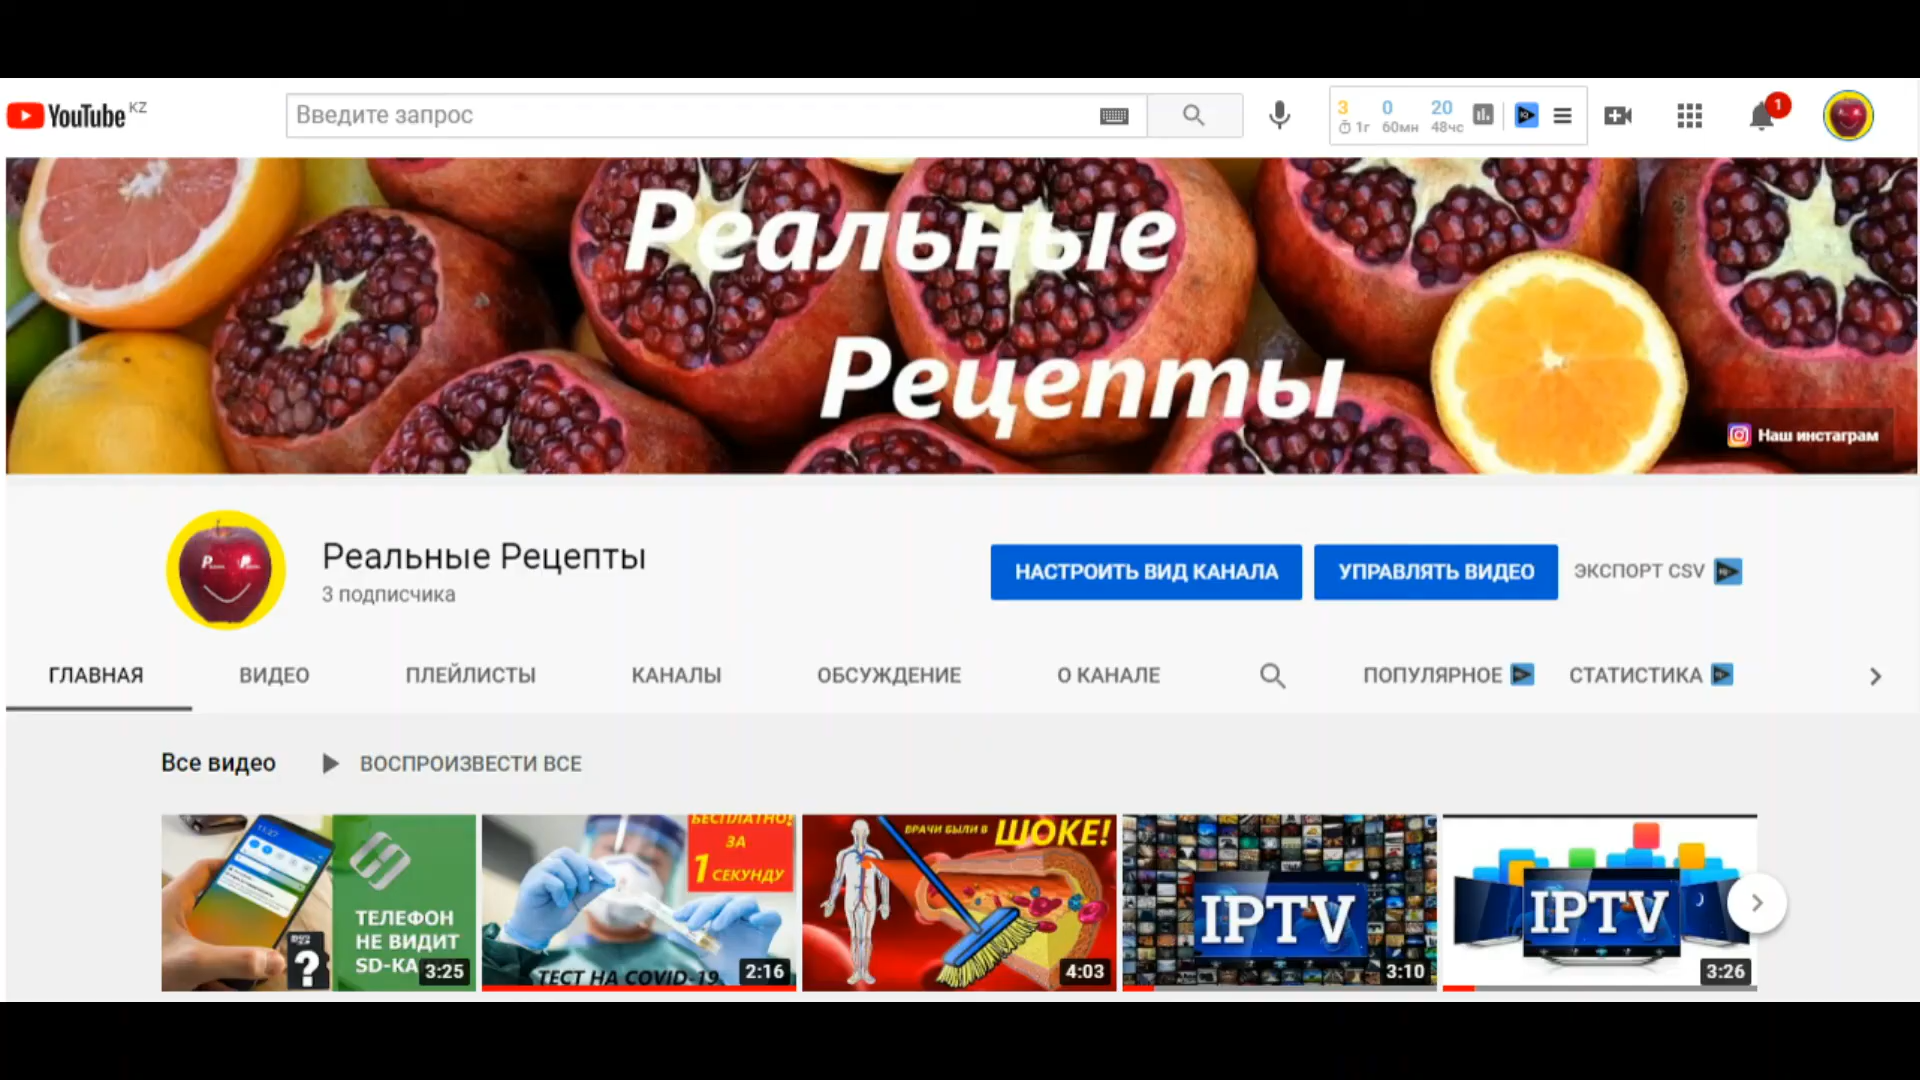 YouTube KZ
Введите запрос
3 0 20
1г 60мн 48чс
1
Реальные
Рецепты
Наш инстаграм
Реальные Рецепты
3 подписчика
НАСТРОИТЬ ВИД КАНАЛА
УПРАВЛЯТЬ ВИДЕО
ЭКСПОРТ CSV
ГЛАВНАЯ
ВИДЕО
ПЛЕЙЛИСТЫ
КАНАЛЫ
ОБСУЖДЕНИЕ
О КАНАЛЕ
ПОПУЛЯРНОЕ
СТАТИСТИКА
Все видео
ВОСПРОИЗВЕСТИ ВСЕ
ТЕЛЕФОН
НЕ ВИДИТ
SD-КА
?
3:25
БЕСПЛАТНО!
ЗА
1 СЕКУНДУ
ТЕСТ НА COVID-19
2:16
ВРАЧИ БЫЛИ В ШОКЕ!
4:03
IPTV
3:10
IPTV
3:26